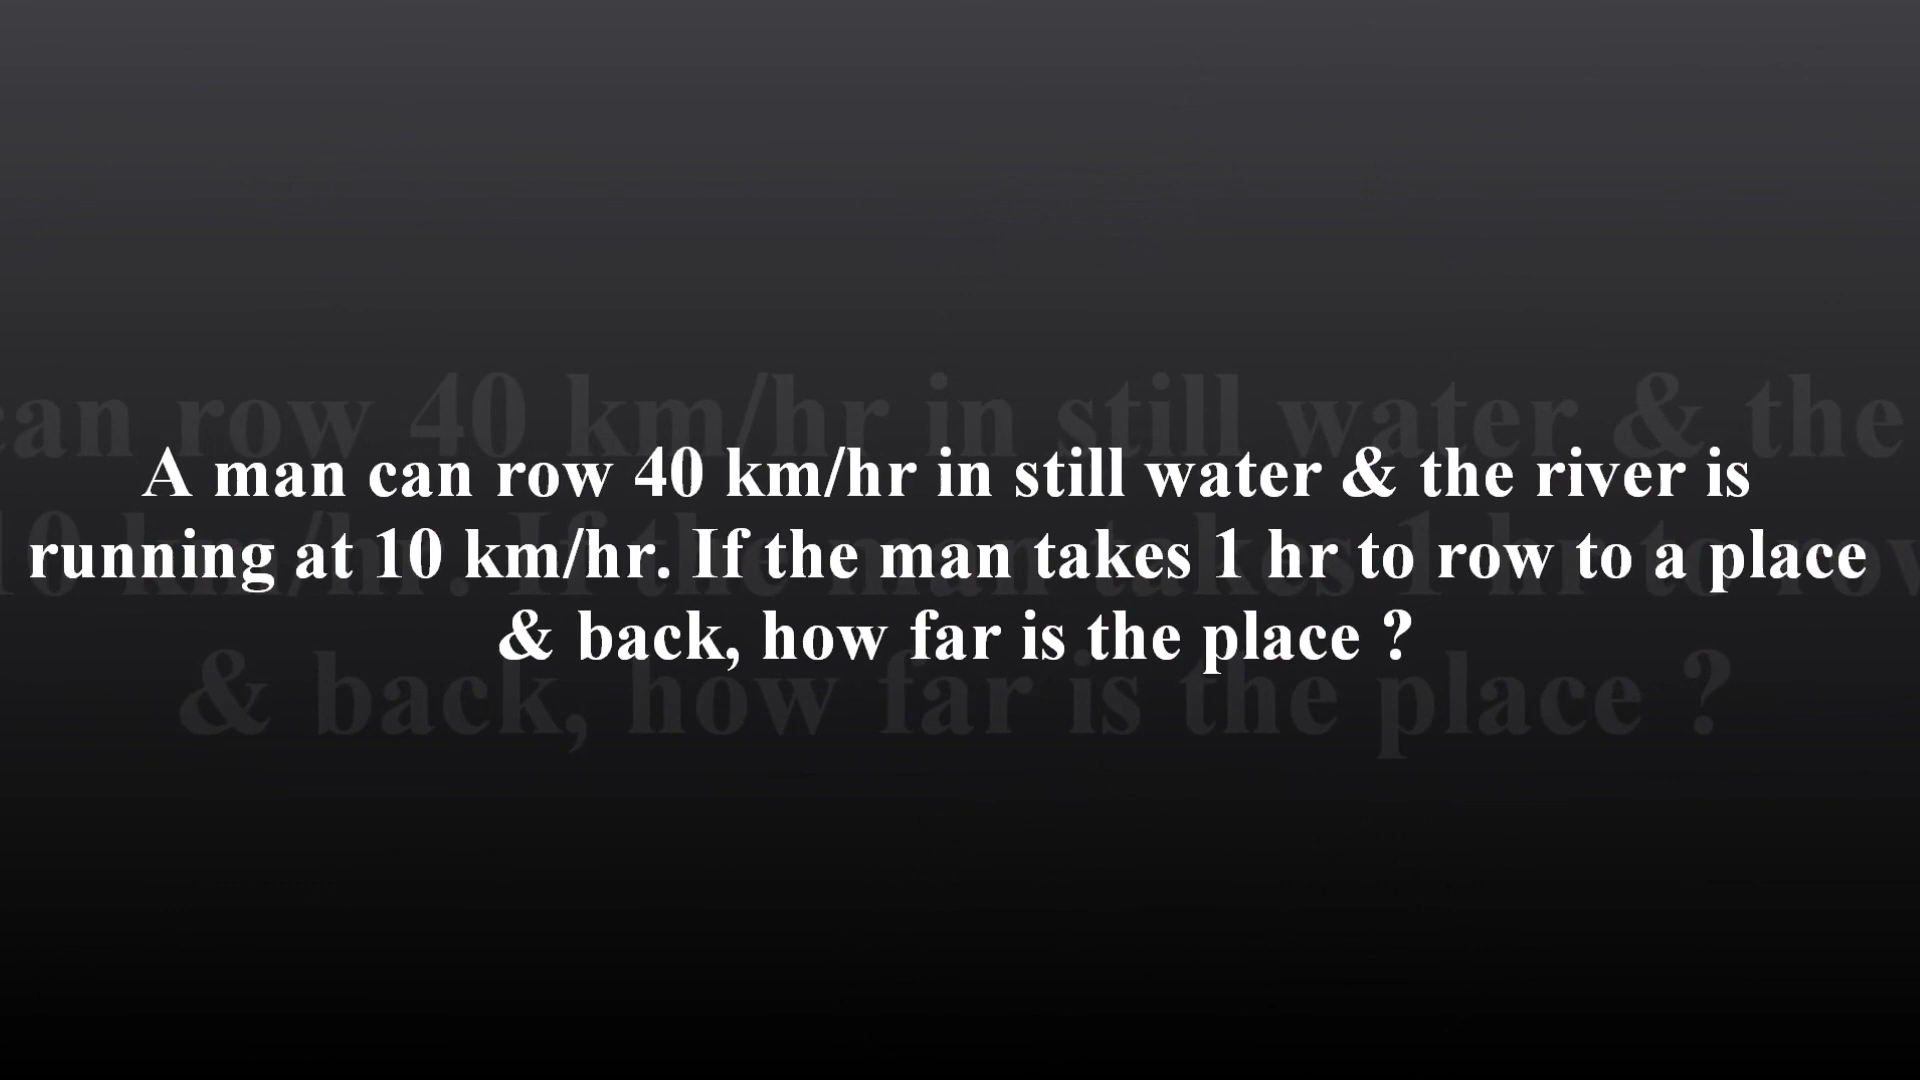 A man can row 40 km/hr in still water & the river is
running at 10 km/hr. If the man takes 1 hr to row to a place
& back, how far is the place ?